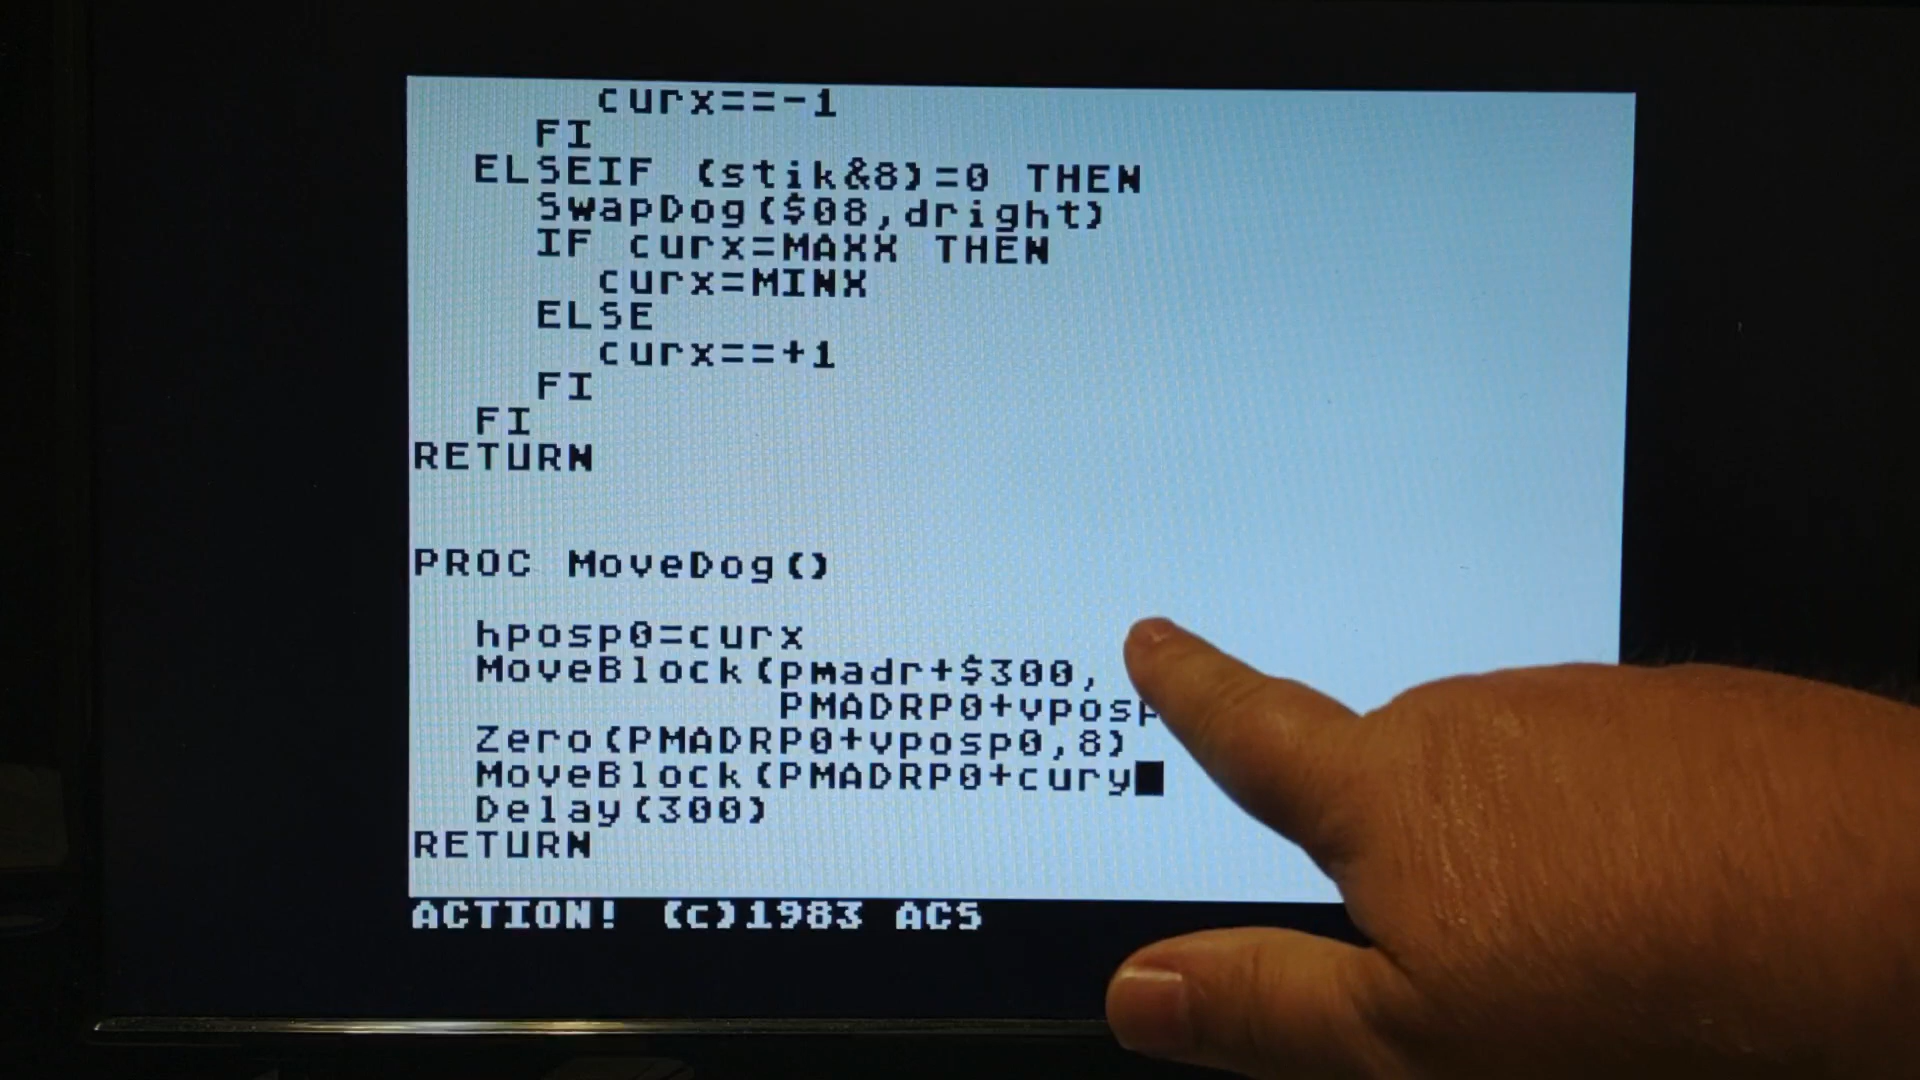 curx==-1
FI
ELSEIF (stik&8)=0 THEN
SwapDog($08,dright)
IF curx=MAXX THEN
curx=MINX
ELSE
curx==+1
FI
FI
RETURN
PROC MoveDog()
hposp0=curx
MoveBlock(pmadr+$300,
PMADRP0+vposp
Zero(PMADRP0+vposp0,8)
MoveBlock(PMADRP0+cury
Delay(300)
RETURN
ACTION! (c)1983 ACS